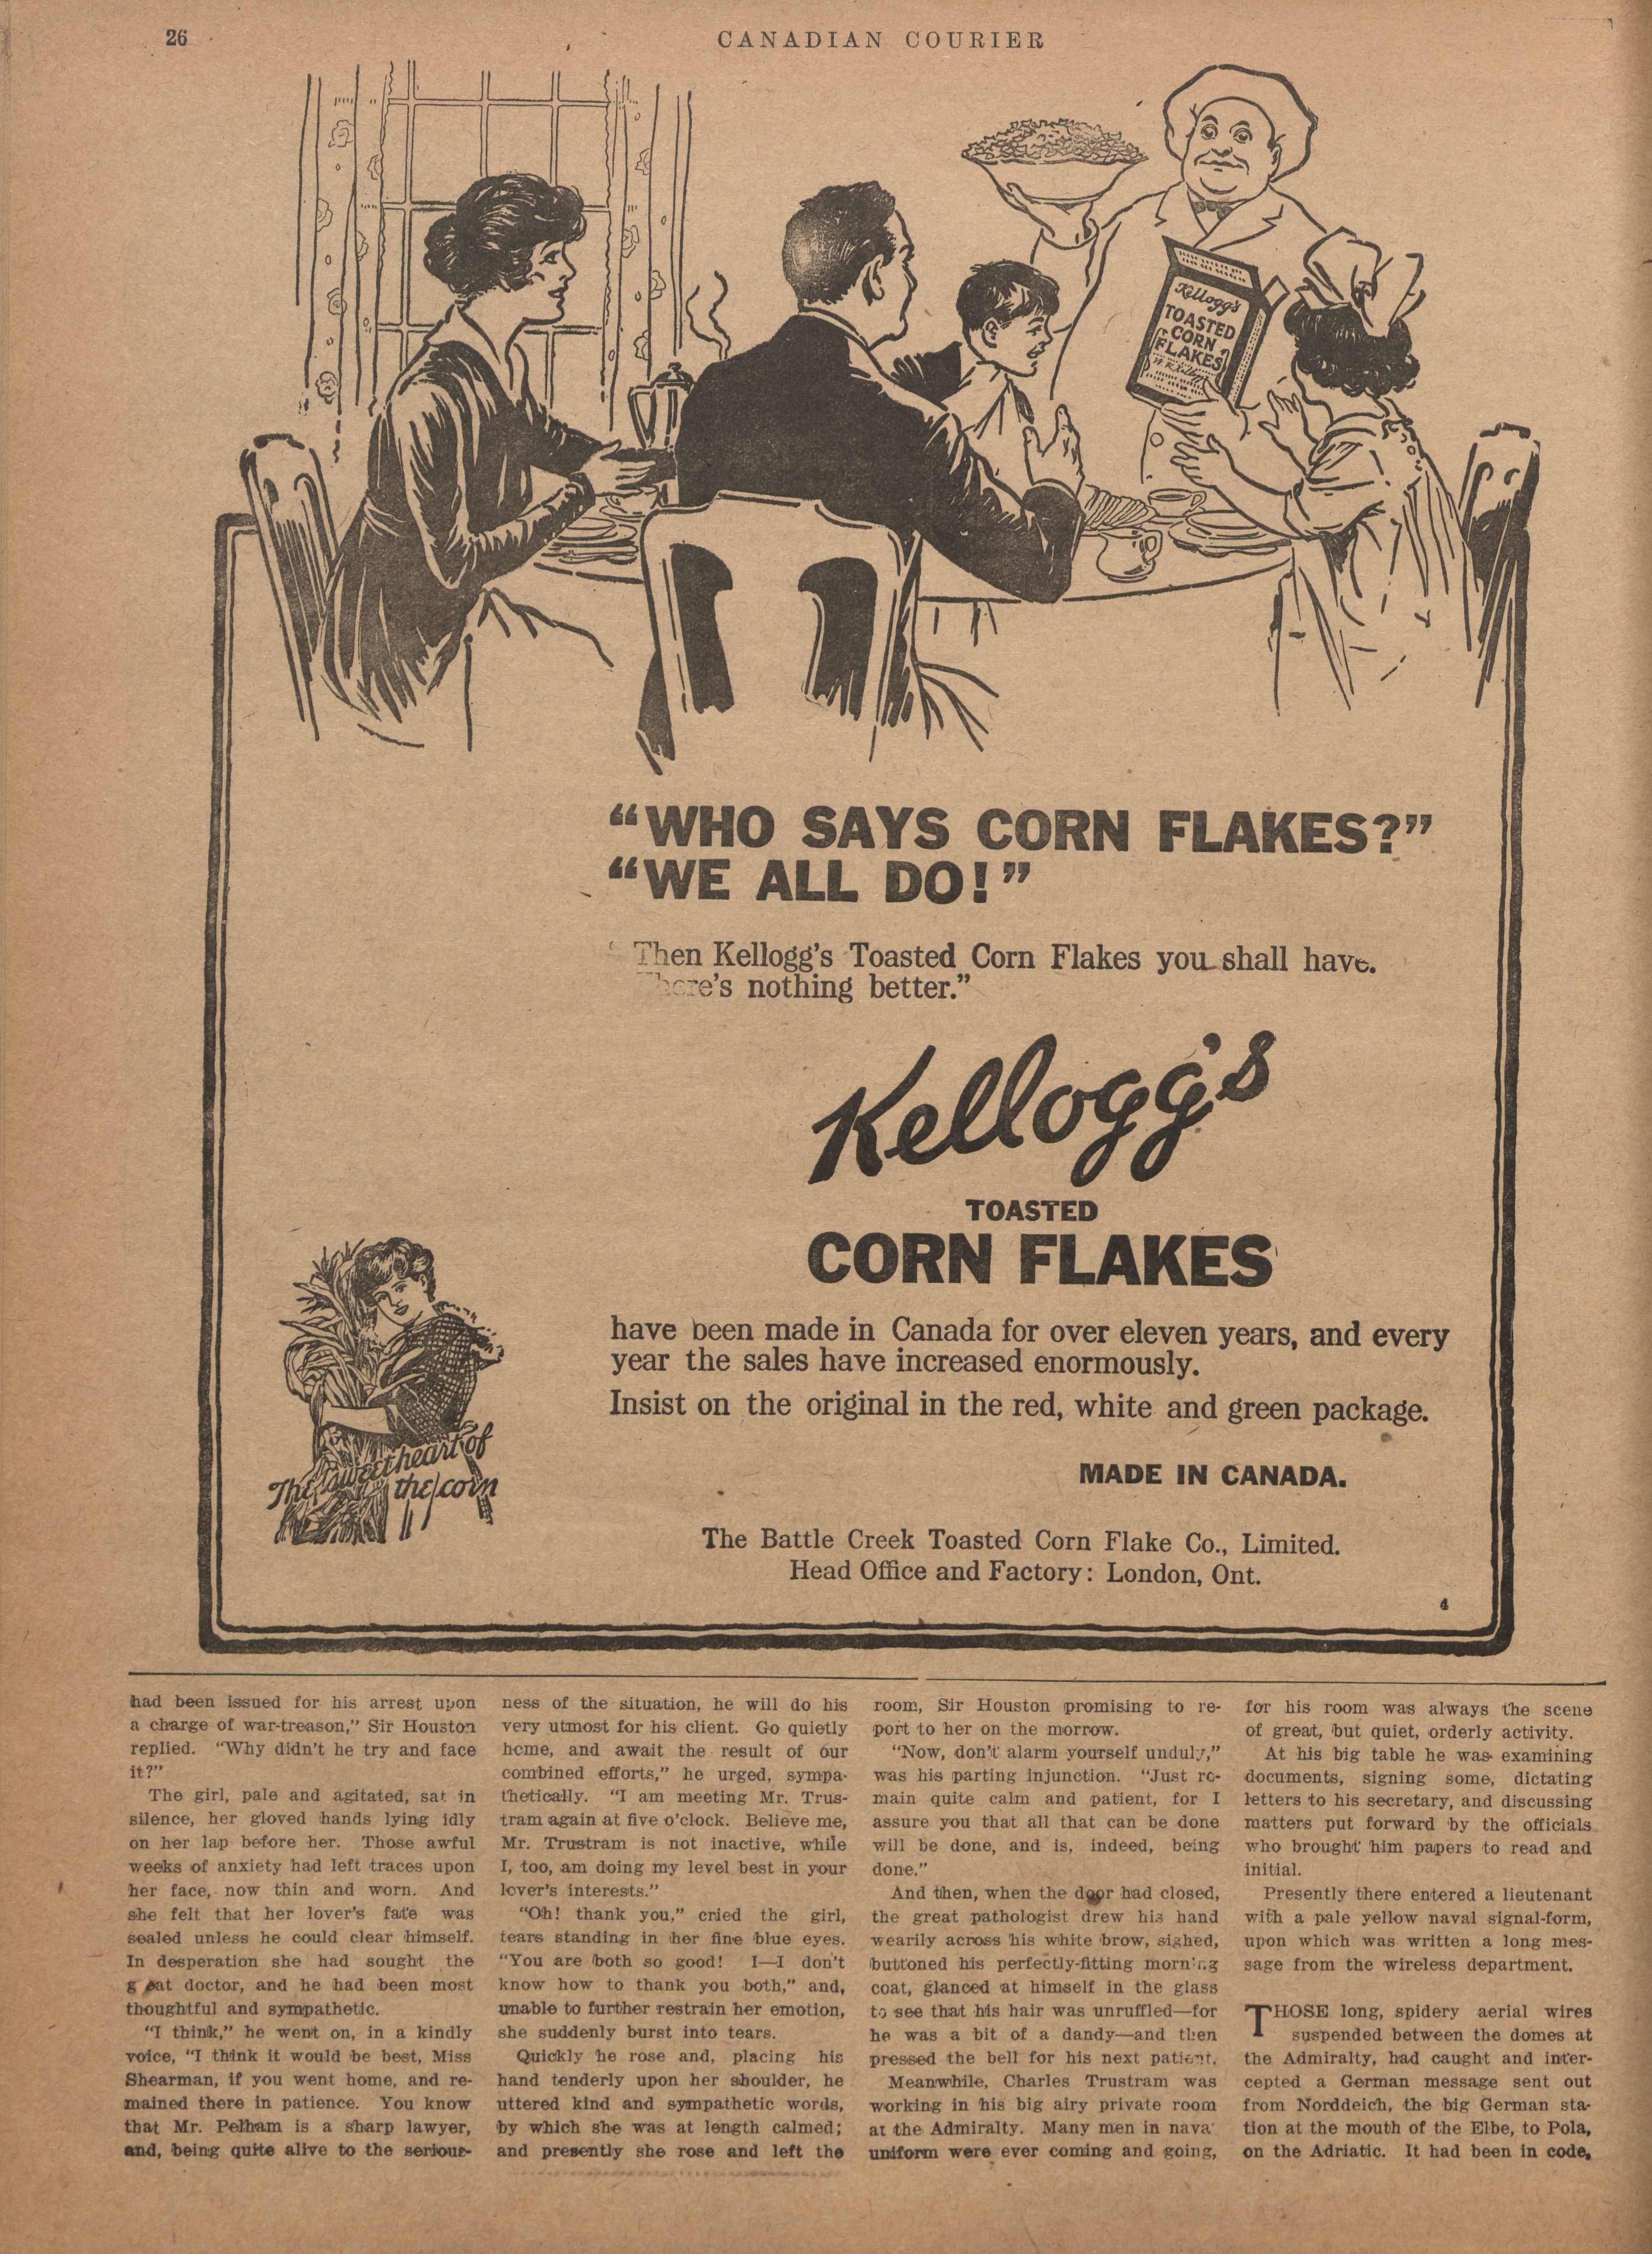 26
CANADIAN COURIER
Kellogg's
TOASTED
CORN
FLAKES
"WHO SAYS CORN FLAKES?"
"WE ALL DO!"
"Then Kellogg's Toasted Corn Flakes you shall have.
There's nothing better."
Kellogg's
TOASTED
CORN FLAKES
have been made in Canada for over eleven years, and every
year the sales have increased enormously.
Insist on the original in the red, white and green package.
MADE IN CANADA.
The Sweetheart of
the corn
The Battle Creek Toasted Corn Flake Co., Limited.
Head Office and Factory: London, Ont.
4
had been issued for his arrest upon
a charge of war-treason," Sir Houston
replied. "Why didn't he try and face
it?"
The girl, pale and agitated, sat in
silence, her gloved hands lying idly
on her lap before her. Those awful
weeks of anxiety had left traces upon
her face, now thin and worn. And
she felt that her lover's fate was
sealed unless he could clear himself.
In desperation she had sought the
great doctor, and he had been most
thoughtful and sympathetic.
"I think," he went on, in a kindly
voice, "I think it would be best, Miss
Shearman, if you went home, and re-
mained there in patience. You know
that Mr. Pelham is a sharp lawyer,
and, being quite alive to the serious-
ness of the situation, he will do his
very utmost for his client. Go quietly
home, and await the result of our
combined efforts," he urged, sympa-
thetically. "I am meeting Mr. Trus-
tram again at five o'clock. Believe me,
Mr. Trustram is not inactive, while
I, too, am doing my level best in your
lover's interests."
"Oh! thank you," cried the girl,
tears standing in her fine blue eyes.
"You are both so good! I—I don't
know how to thank you both," and,
unable to further restrain her emotion,
she suddenly burst into tears.
Quickly he rose and, placing his
hand tenderly upon her shoulder, he
uttered kind and sympathetic words,
by which she was at length calmed;
and presently she rose and left the
room, Sir Houston promising to re-
port to her on the morrow.
"Now, don't alarm yourself unduly,"
was his parting injunction. "Just re-
main quite calm and patient, for I
assure you that all that can be done
will be done, and is, indeed, being
done."
And then, when the door had closed,
the great pathologist drew his hand
wearily across his white brow, sighed,
buttoned his perfectly-fitting morning
coat, glanced at himself in the glass
to see that his hair was unruffled—for
he was a bit of a dandy—and then
pressed the bell for his next patient.
Meanwhile, Charles Trustram was
working in his big airy private room
at the Admiralty. Many men in naval
uniform were ever coming and going,
for his room was always the scene
of great, but quiet, orderly activity.
At his big table he was examining
documents, signing some, dictating
letters to his secretary, and discussing
matters put forward by the officials
who brought him papers to read and
initial.
Presently there entered a lieutenant
with a pale yellow naval signal-form,
upon which was written a long mes-
sage from the wireless department.
THOSE long, spidery aerial wires
suspended between the domes at
the Admiralty, had caught and inter-
cepted a German message sent out
from Norddeich, the big German sta-
tion at the mouth of the Elbe, to Pola,
on the Adriatic. It had been in code,